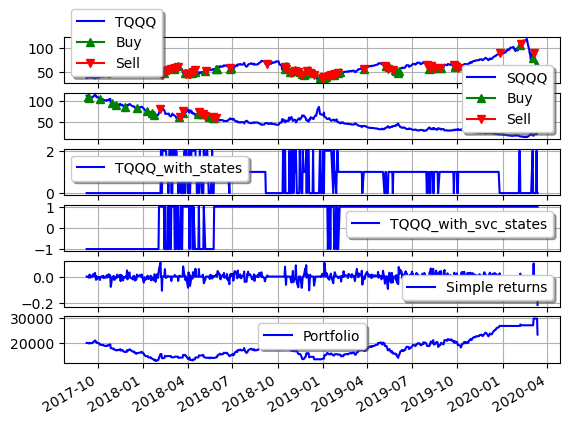 TQQQ
Buy
Sell
100
50
SQQQ
Buy
Sell
100
50
2
0
TQQQ_with_states
1
0
−1
TQQQ_with_svc_states
0.0
−0.2
Simple returns
30000
20000
Portfolio
2017-10
2018-01
2018-04
2018-07
2018-10
2019-01
2019-04
2019-07
2019-10
2020-01
2020-04